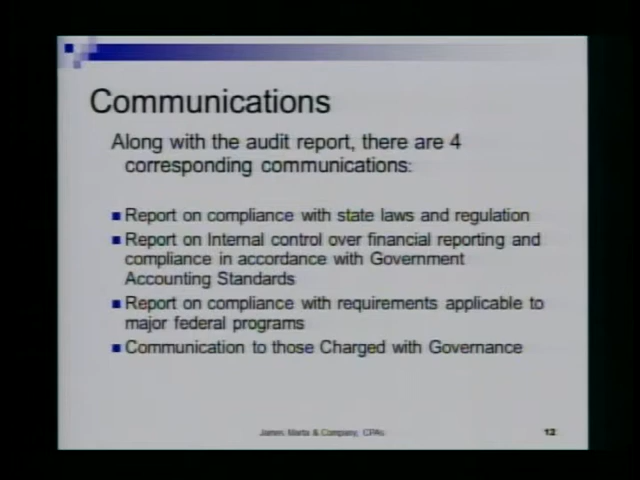 Communications
Along with the audit report, there are 4
corresponding communications:
Report on compliance with state laws and regulation
Report on Internal control over financial reporting and
compliance in accordance with Government
Accounting Standards
Report on compliance with requirements applicable to
major federal programs
Communication to those Charged with Governance
James Marta & Company, CPAs
12